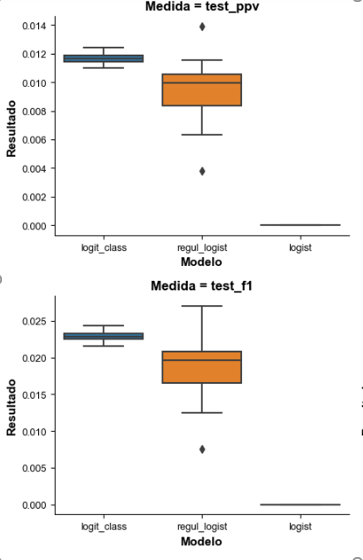 Medida = test_ppv
0.014
0.012
0.010
0.008
0.006
0.004
0.002
0.000
Resultado
logit_class regul_logist logist
Modelo
Medida = test_f1
0.025
0.020
0.015
0.010
0.005
0.000
Resultado
logit_class regul_logist logist
Modelo